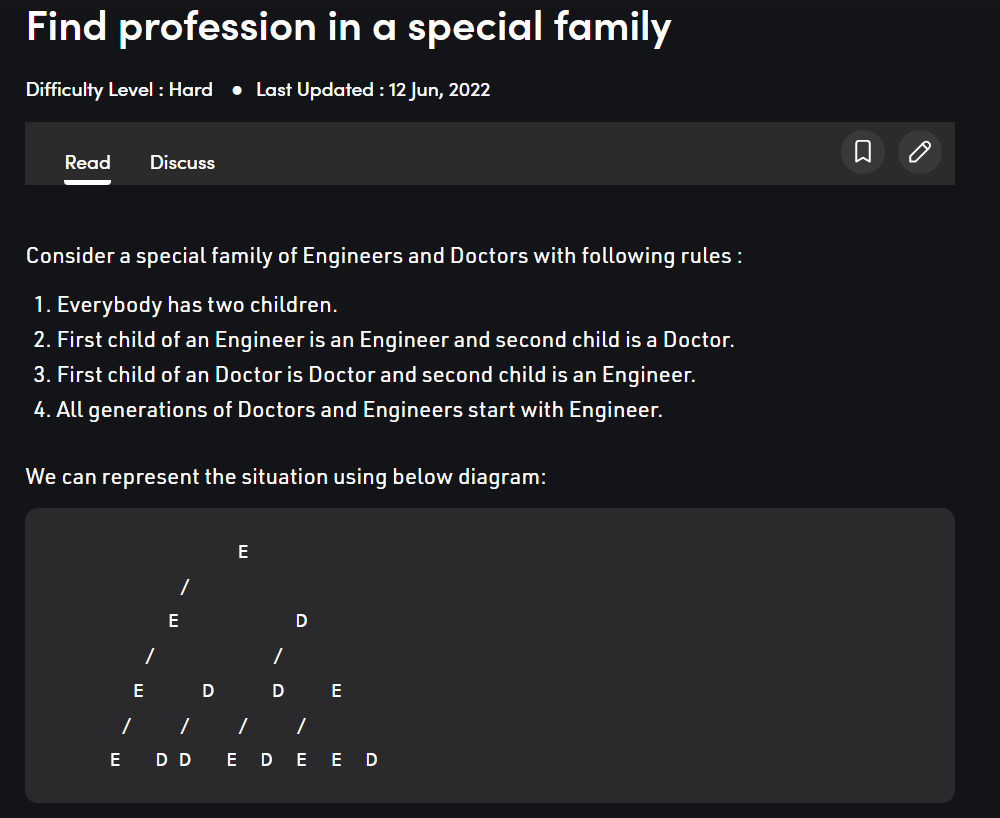 Find profession in a special family
Difficulty Level : Hard ● Last Updated : 12 Jun, 2022
Read Discuss
Consider a special family of Engineers and Doctors with following rules :
1. Everybody has two children.
2. First child of an Engineer is an Engineer and second child is a Doctor.
3. First child of an Doctor is Doctor and second child is an Engineer.
4. All generations of Doctors and Engineers start with Engineer.
We can represent the situation using below diagram:
E
/
E D
/ /
E D D E
/ / / /
E D D E D E E D